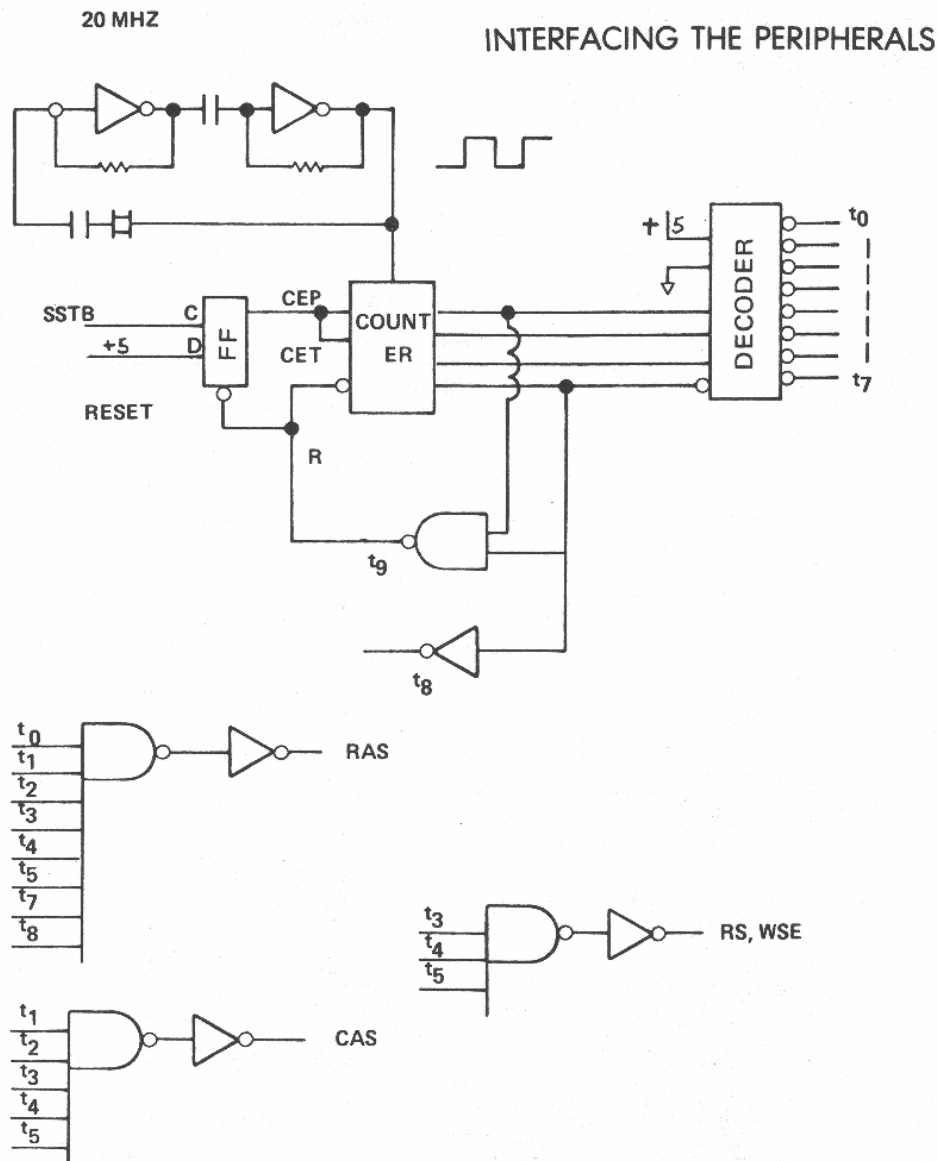 20 MHZ
INTERFACING THE PERIPHERALS
+5
t0
DECODER
t7
SSTB
C
FF
CEP
COUNT
ER
+5
D
CET
RESET
R
t9
t8
t0
t1
t2
t3
t4
t5
t7
t8
RAS
t3
t4
t5
RS, WSE
t1
t2
t3
t4
t5
CAS